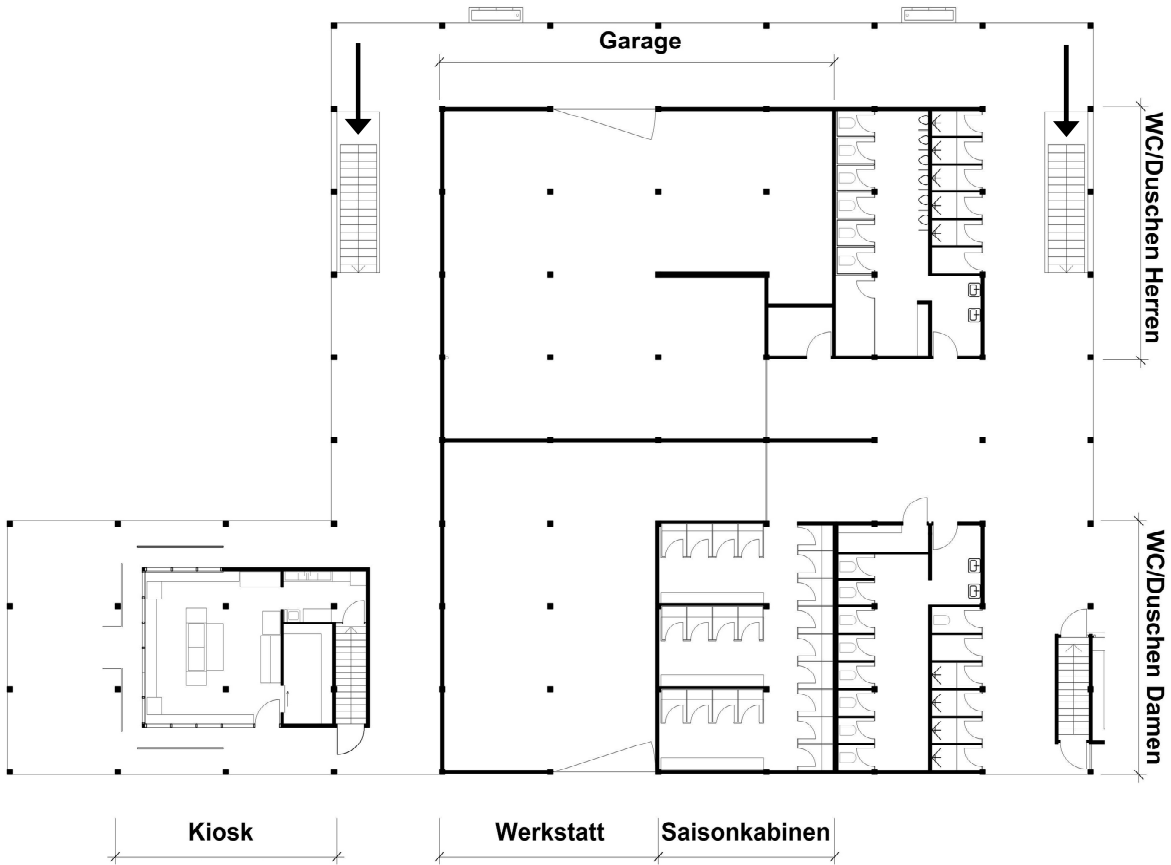 Garage
WC/Duschen Herren
WC/Duschen Damen
Kiosk
Werkstatt
Saisonkabinen